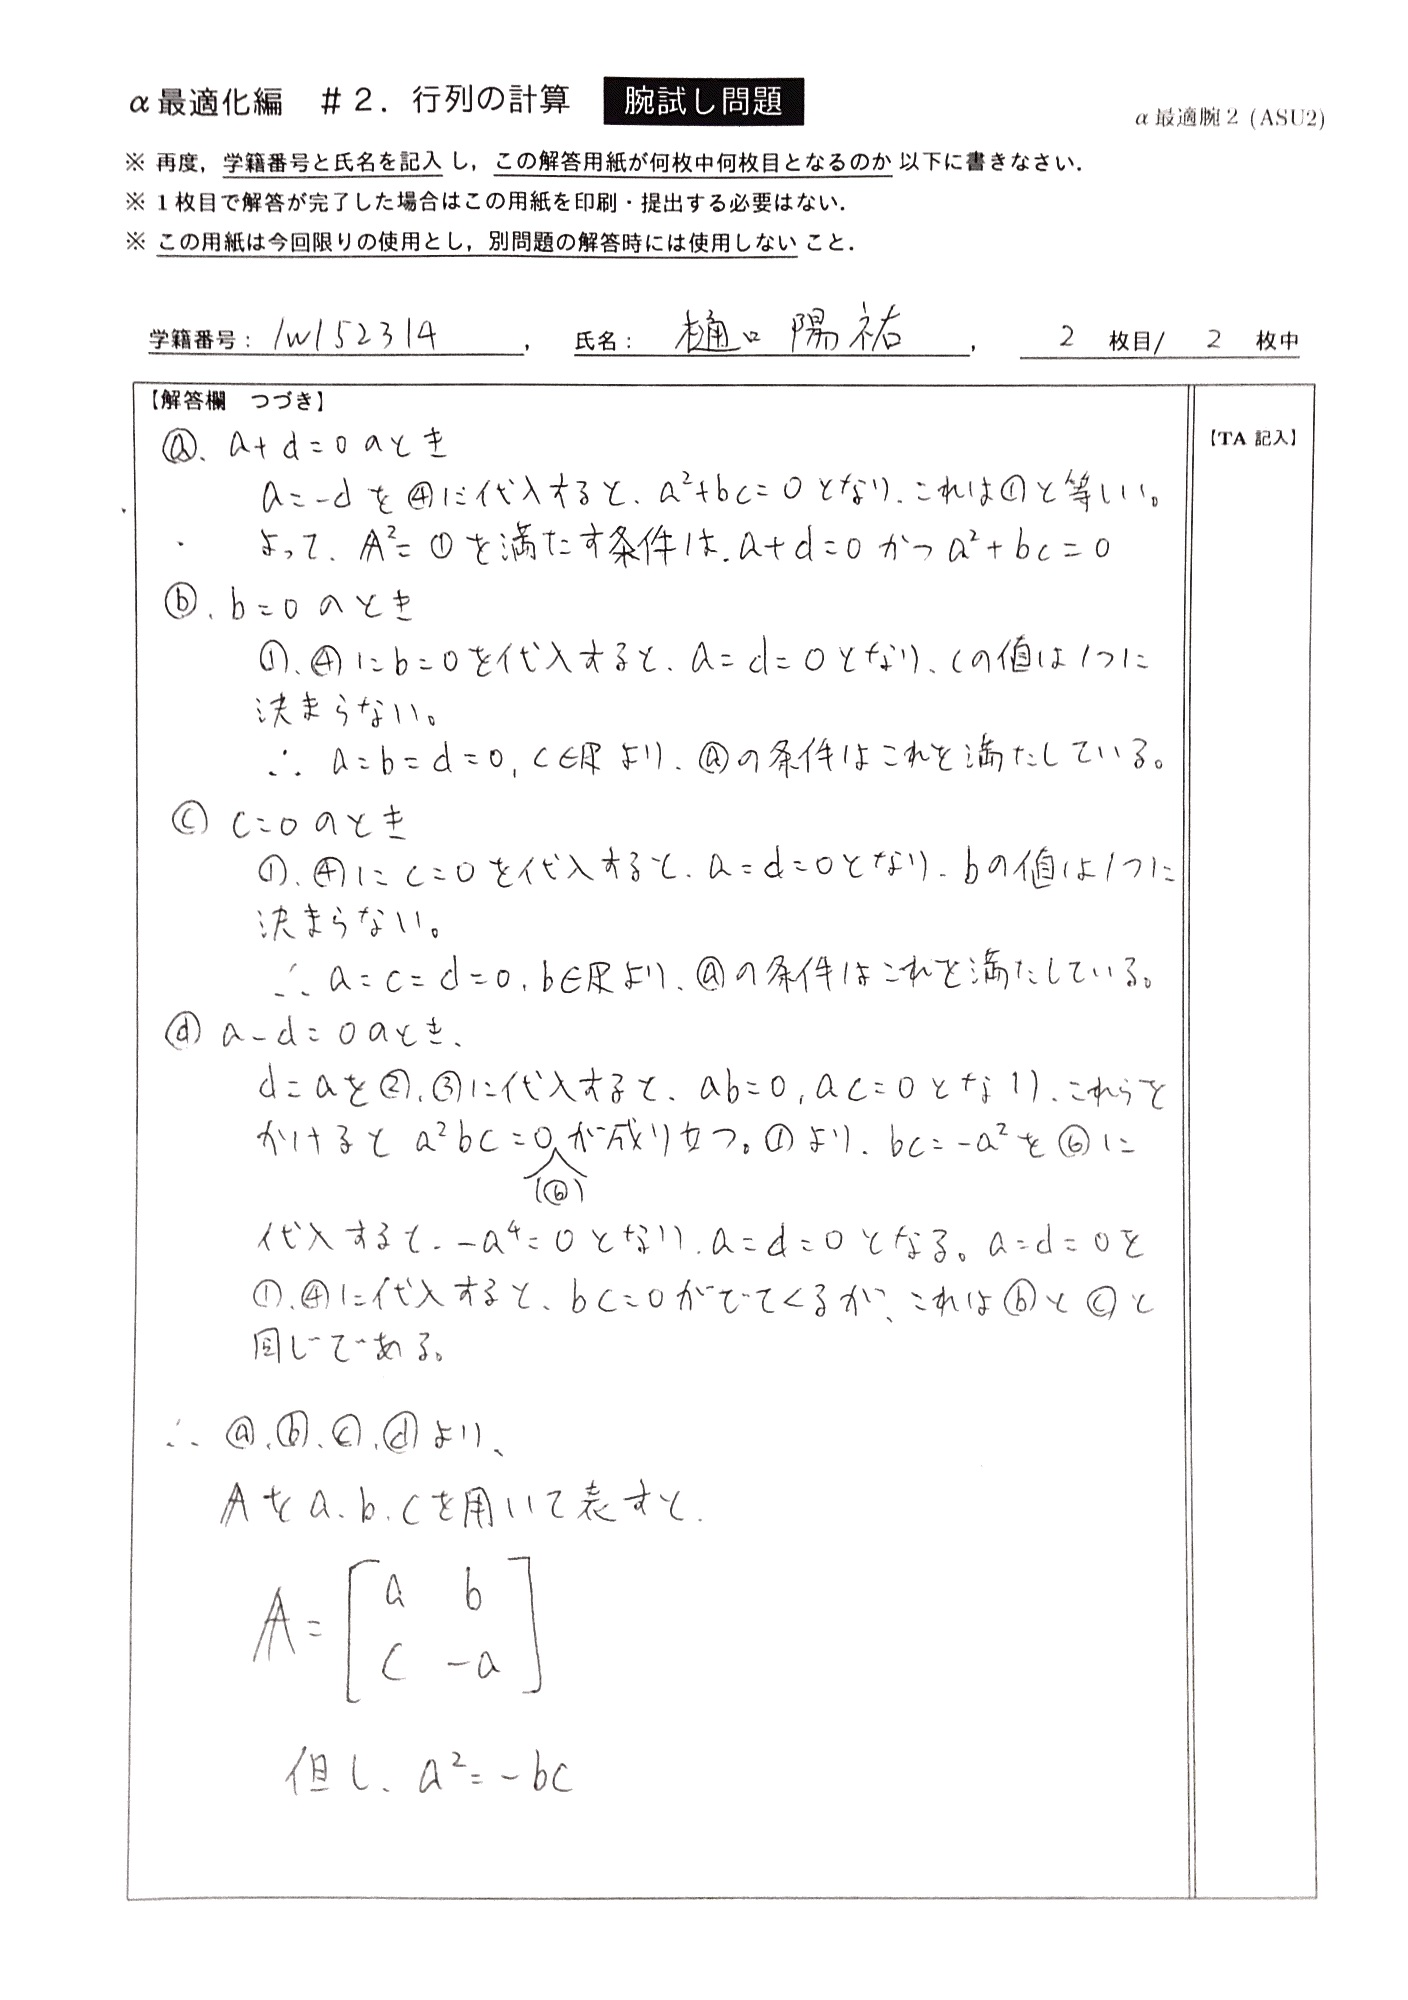 α最適化編　＃２．行列の計算　腕試し問題
α最適腕２(ASU2)
※ 再度，学籍番号と氏名を記入し，この解答用紙が何枚中何枚目となるのか以下に書きなさい．
※ 1枚目で解答が完了した場合はこの用紙を印刷・提出する必要はない．
※ この用紙は今回限りの使用とし，別問題の解答時には使用しないこと．
学籍番号：1w152314，　氏名：樋口 陽祐，　2 枚目/ 2 枚中
【解答欄　つづき】
【TA 記入】
ⓐ、a+d=0のとき
a=-dを④に代入すると、a²+bc=0となり、これは①と等しい。
よって、A²=①を満たす条件は、a+d=0かつa²+bc=0
ⓑ、b=0のとき
①、④にb=0を代入すると、a=d=0となり、cの値は1つに
決まらない。
∴ a=b=d=0, c∈Rより、ⓐの条件はこれを満たしている。
ⓒ c=0のとき
①、④にc=0を代入すると、a=d=0となり、bの値は1つに
決まらない。
∴ a=c=d=0, b∈Rより、ⓐの条件はこれを満たしている。
ⓓ a-d=0のとき、
d=aを②、③に代入すると、ab=0, ac=0となり、これらを
かけると a²bc=0が成り立つ。①より、bc=-a²を⑥に
(⑥)
代入すると、-a⁴=0となり、a=d=0となる。a=d=0を
①、④に代入すると、bc=0がでてくるが、これはⓑとⓒと
同じである。
∴ ⓐ、ⓑ、ⓒ、ⓓより、
Aをa、b、cを用いて表すと、
A=[a b
c -a]
但し、a²=-bc